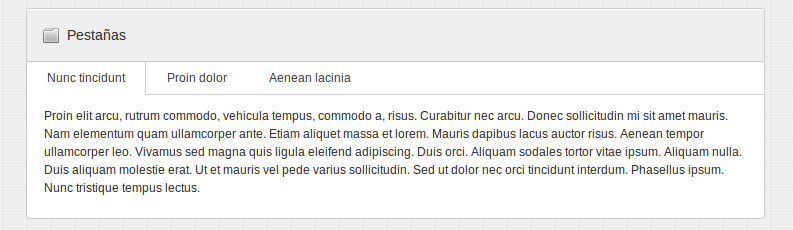 Pestañas
Nunc tincidunt Proin dolor Aenean lacinia
Proin elit arcu, rutrum commodo, vehicula tempus, commodo a, risus. Curabitur nec arcu. Donec sollicitudin mi sit amet mauris.
Nam elementum quam ullamcorper ante. Etiam aliquet massa et lorem. Mauris dapibus lacus auctor risus. Aenean tempor
ullamcorper leo. Vivamus sed magna quis ligula eleifend adipiscing. Duis orci. Aliquam sodales tortor vitae ipsum. Aliquam nulla.
Duis aliquam molestie erat. Ut et mauris vel pede varius sollicitudin. Sed ut dolor nec orci tincidunt interdum. Phasellus ipsum.
Nunc tristique tempus lectus.